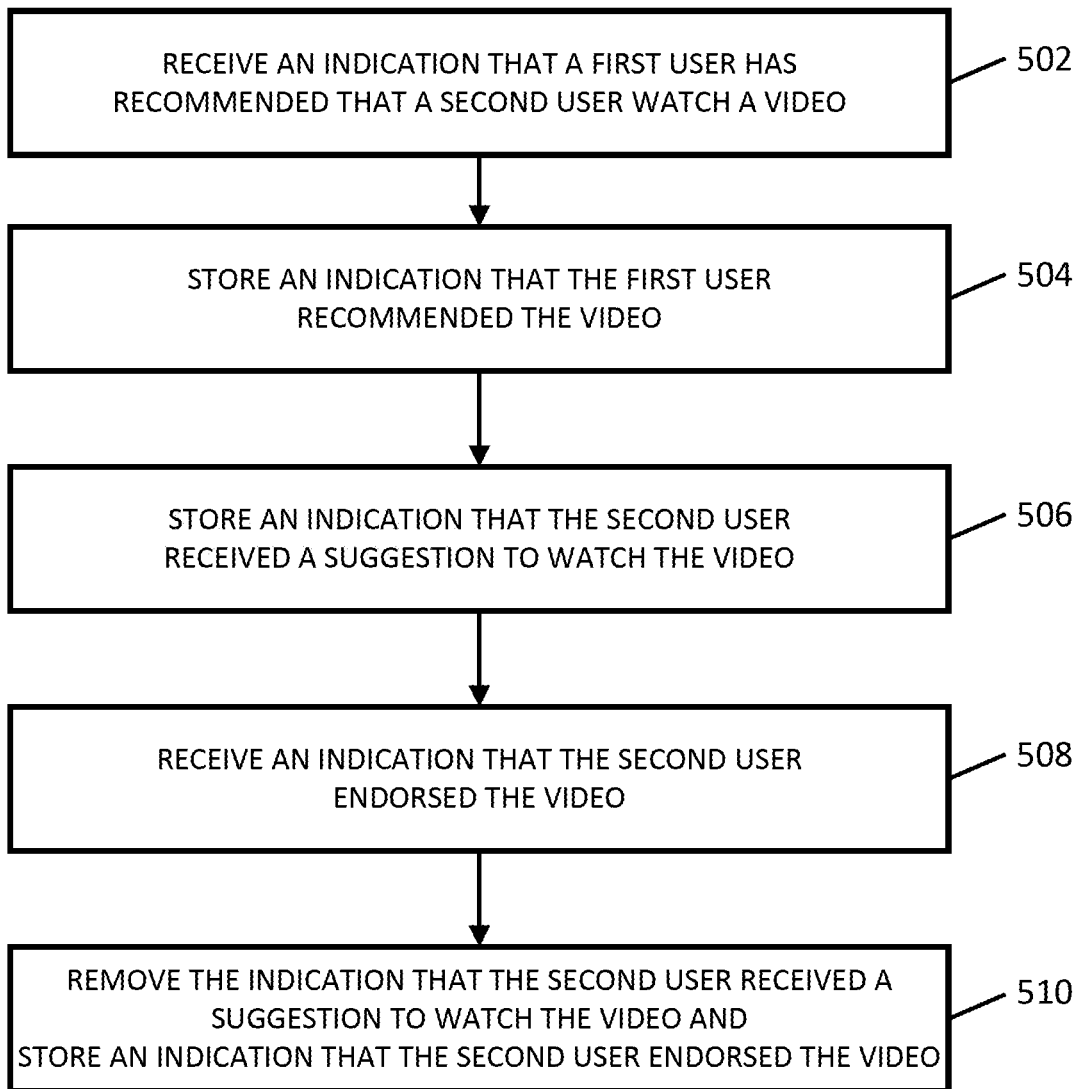 RECEIVE AN INDICATION THAT A FIRST USER HAS
RECOMMENDED THAT A SECOND USER WATCH A VIDEO
502
STORE AN INDICATION THAT THE FIRST USER
RECOMMENDED THE VIDEO
504
STORE AN INDICATION THAT THE SECOND USER
RECEIVED A SUGGESTION TO WATCH THE VIDEO
506
RECEIVE AN INDICATION THAT THE SECOND USER
ENDORSED THE VIDEO
508
REMOVE THE INDICATION THAT THE SECOND USER RECEIVED A
SUGGESTION TO WATCH THE VIDEO AND
STORE AN INDICATION THAT THE SECOND USER ENDORSED THE VIDEO
510